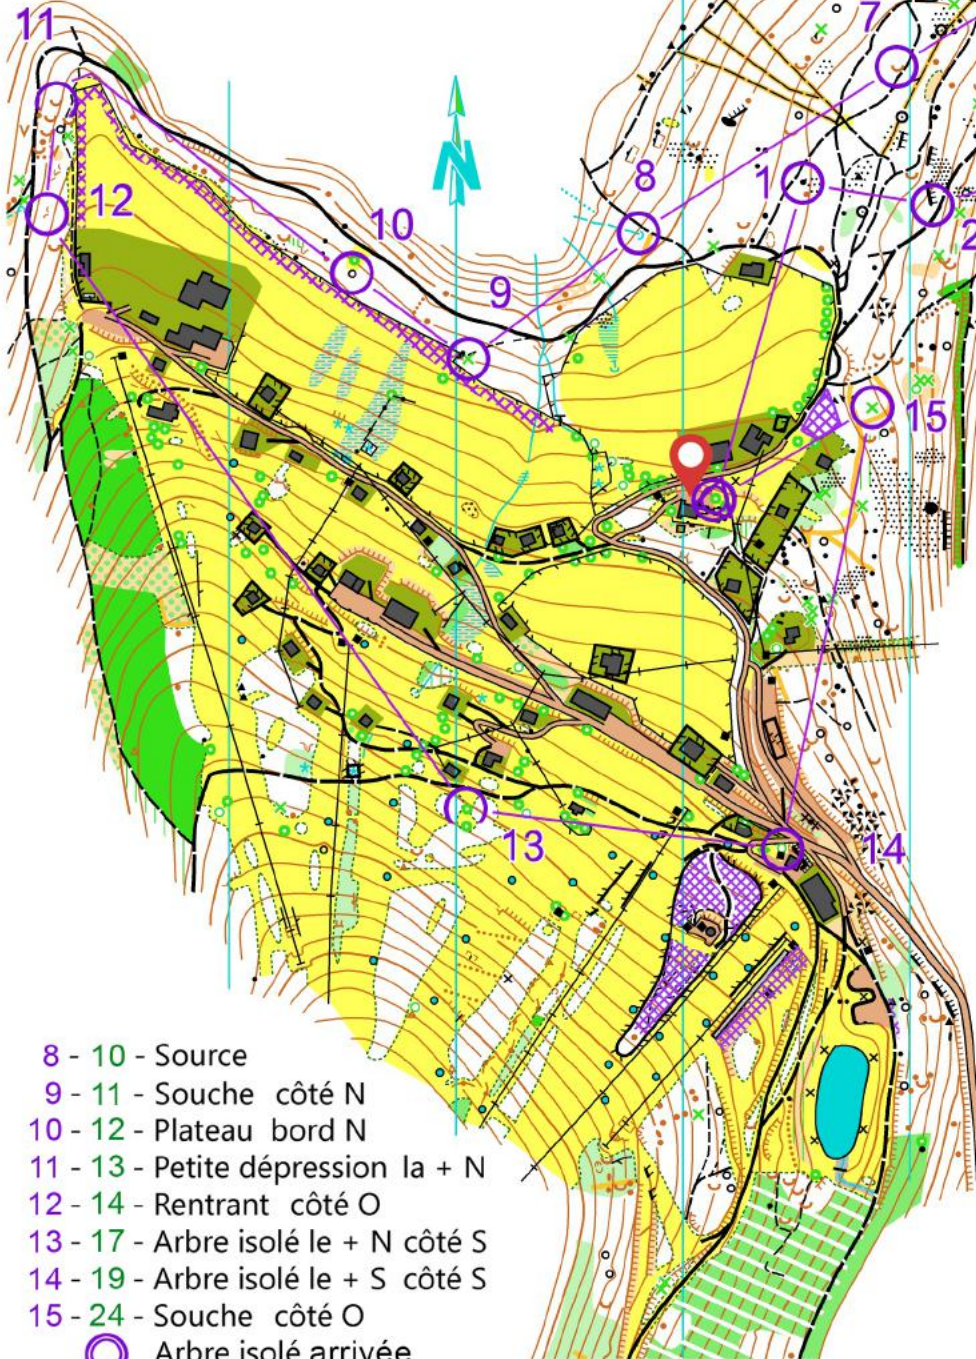 11
7
8
1
12
10
2
9
15
13
14
N
8 - 10 - Source
9 - 11 - Souche côté N
10 - 12 - Plateau bord N
11 - 13 - Petite dépression la + N
12 - 14 - Rentrant côté O
13 - 17 - Arbre isolé le + N côté S
14 - 19 - Arbre isolé le + S côté S
15 - 24 - Souche côté O
Arbre isolé arrivée